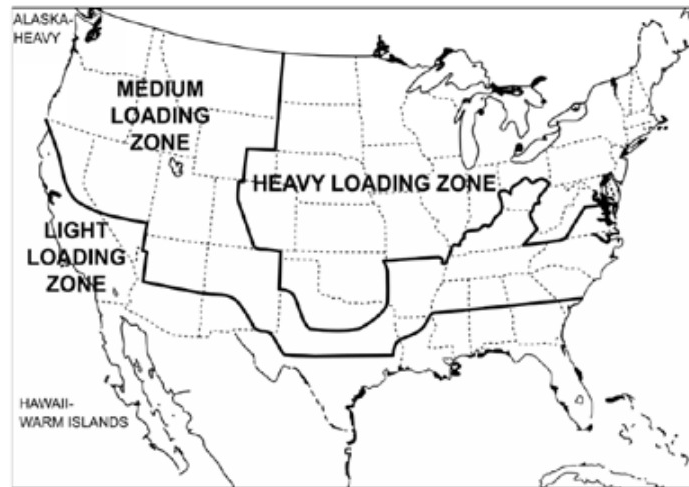 ALASKA-
HEAVY
MEDIUM
LOADING
ZONE
HEAVY LOADING ZONE
LIGHT
LOADING
ZONE
HAWAII-
WARM ISLANDS